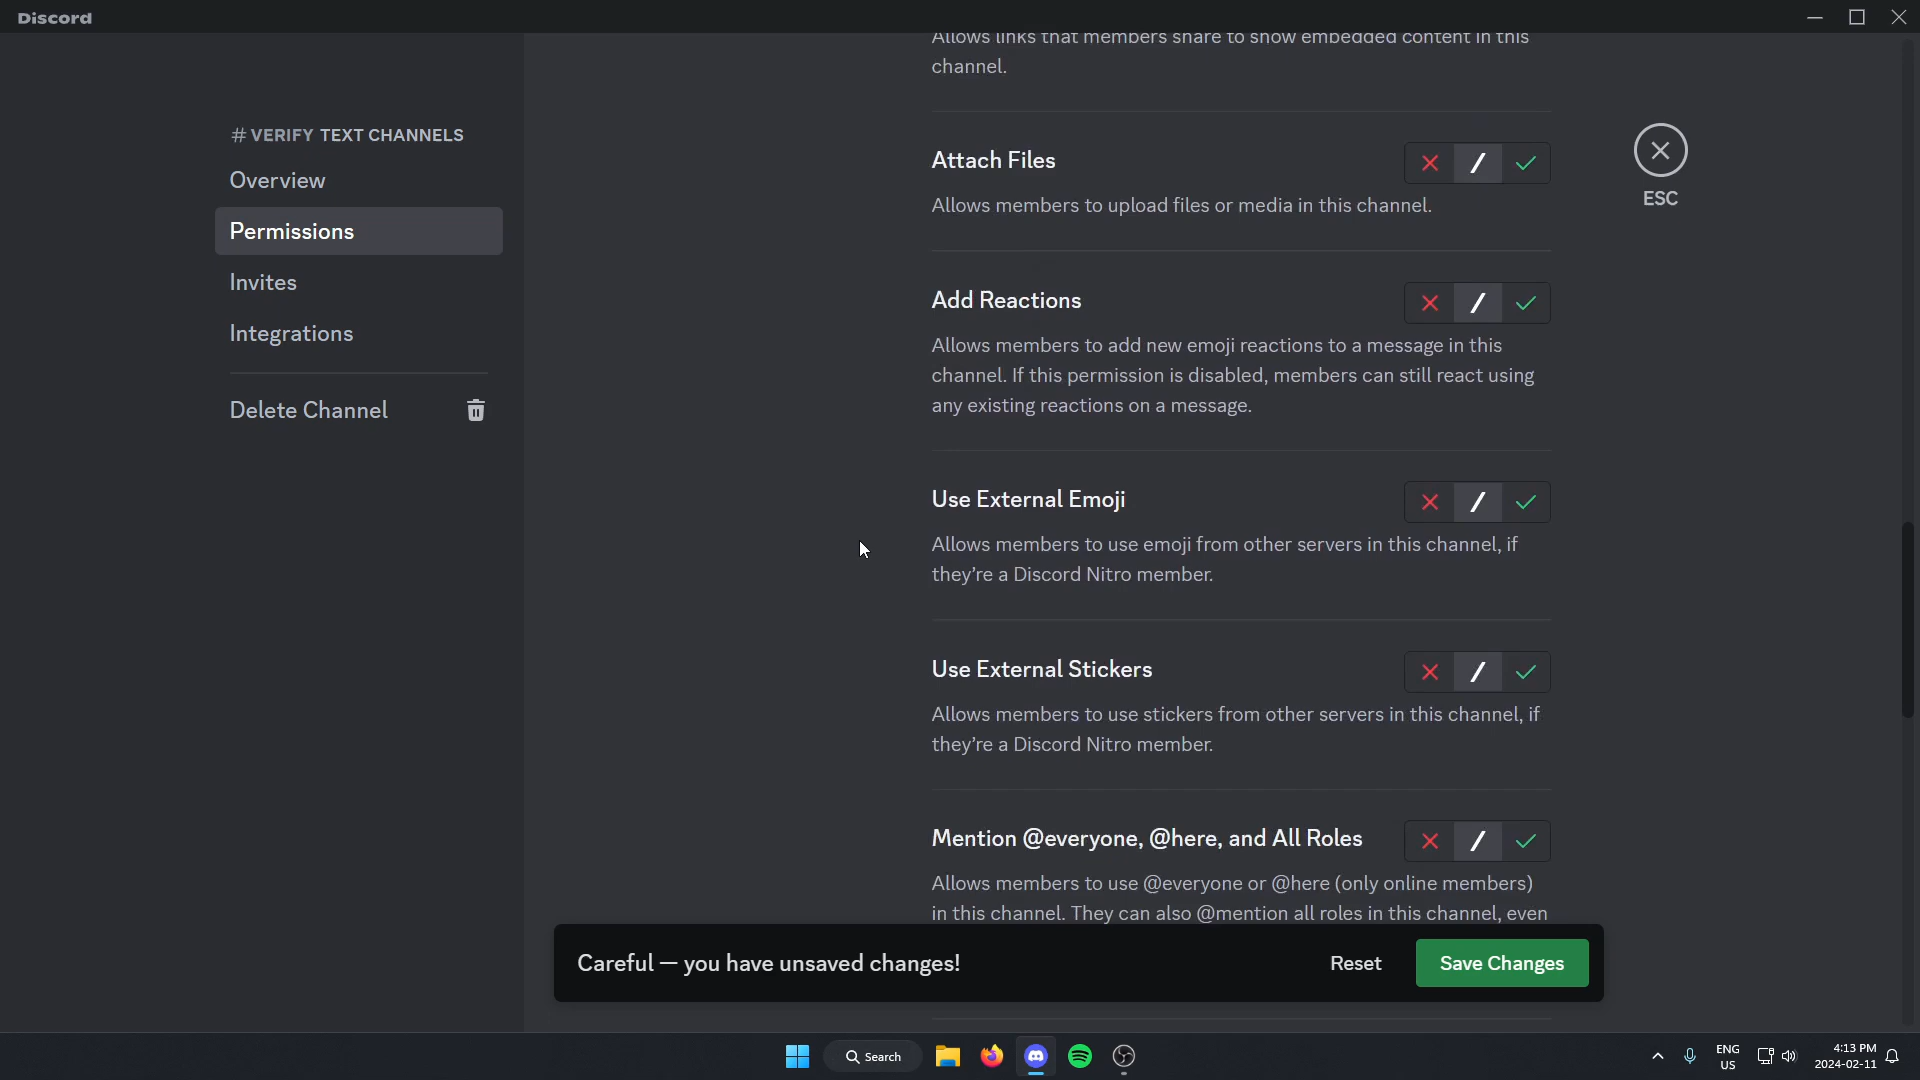 Discord
# VERIFY TEXT CHANNELS
Overview
Permissions
Invites
Integrations
Delete Channel
Allows links that members share to show embedded content in this
channel.
Attach Files
Allows members to upload files or media in this channel.
Add Reactions
Allows members to add new emoji reactions to a message in this
channel. If this permission is disabled, members can still react using
any existing reactions on a message.
Use External Emoji
Allows members to use emoji from other servers in this channel, if
they’re a Discord Nitro member.
Use External Stickers
Allows members to use stickers from other servers in this channel, if
they’re a Discord Nitro member.
Mention @everyone, @here, and All Roles
Allows members to use @everyone or @here (only online members)
in this channel. They can also @mention all roles in this channel, even
ESC
Careful — you have unsaved changes!
Reset
Save Changes
Search
ENG
US
4:13 PM
2024-02-11